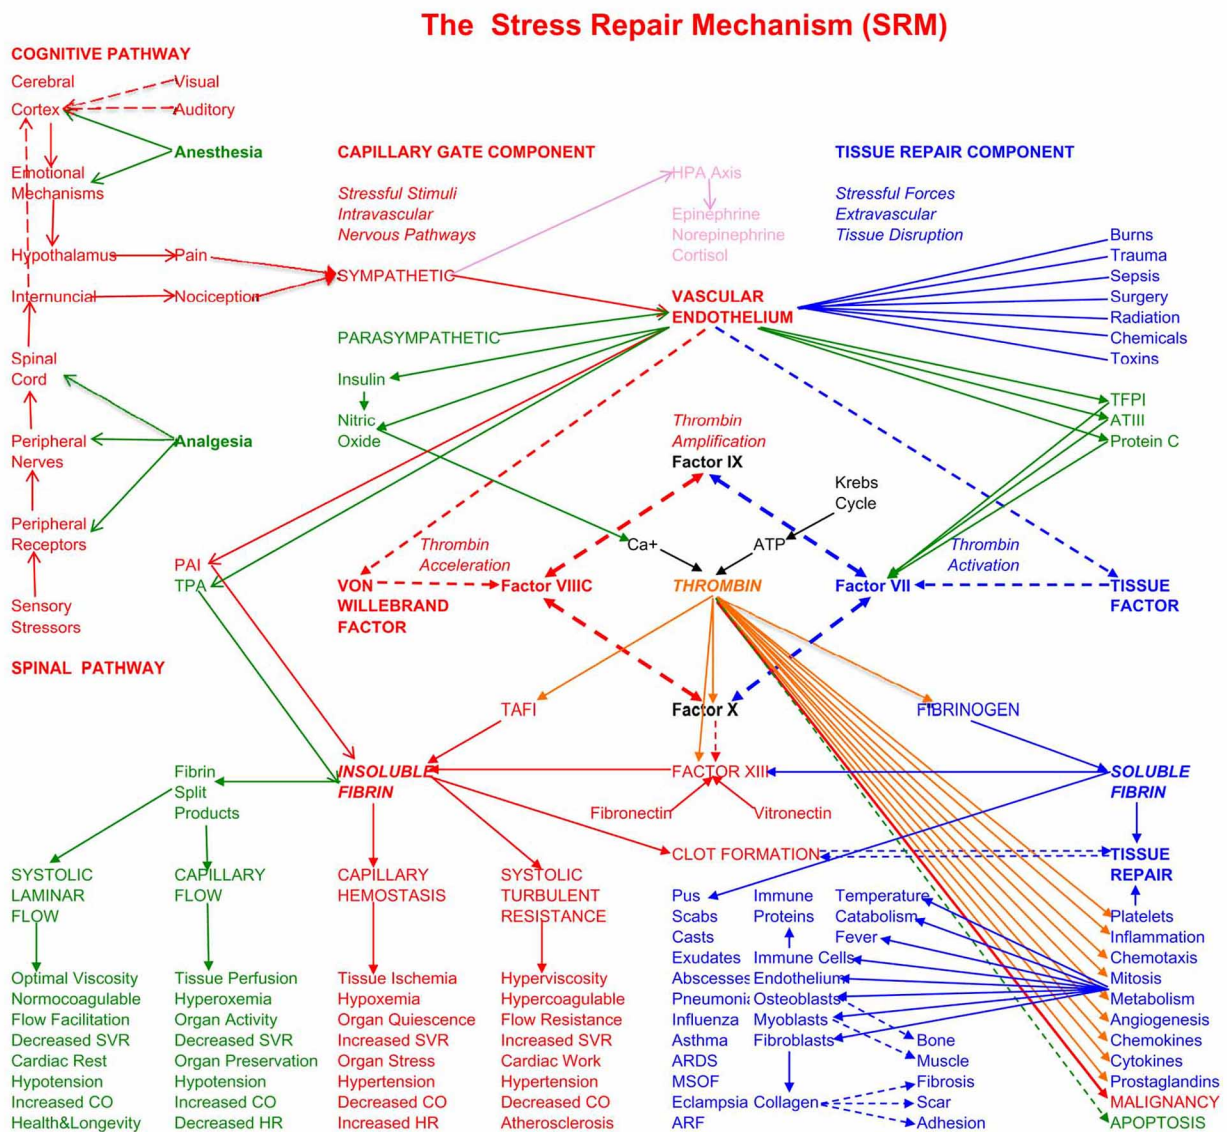 The Stress Repair Mechanism (SRM)
COGNITIVE PATHWAY
Cerebral
Cortex
Visual
Auditory
Anesthesia
Emotional
Mechanisms
Hypothalamus
Pain
Internuncial
Nociception
Spinal
Cord
Peripheral
Nerves
Analgesia
Peripheral
Receptors
Sensory
Stressors
SPINAL PATHWAY
CAPILLARY GATE COMPONENT
Stressful Stimuli
Intravascular
Nervous Pathways
SYMPATHETIC
PARASYMPATHETIC
Insulin
Nitric
Oxide
HPA Axis
Epinephrine
Norepinephrine
Cortisol
VASCULAR
ENDOTHELIUM
TISSUE REPAIR COMPONENT
Stressful Forces
Extravascular
Tissue Disruption
Burns
Trauma
Sepsis
Surgery
Radiation
Chemicals
Toxins
TFPI
ATIII
Protein C
Thrombin
Amplification
Factor IX
Krebs
Cycle
Ca+
ATP
PAI
TPA
Thrombin
Acceleration
VON
WILLEBRAND
FACTOR
Factor VIIIC
THROMBIN
Factor VII
Thrombin
Activation
TISSUE
FACTOR
TAFI
Factor X
FIBRINOGEN
Fibrin
Split
Products
INSOLUBLE
FIBRIN
FACTOR XIII
SOLUBLE
FIBRIN
Fibronectin
Vitronectin
CLOT FORMATION
TISSUE
REPAIR
SYSTOLIC
LAMINAR
FLOW
Optimal Viscosity
Normocoagulable
Flow Facilitation
Decreased SVR
Cardiac Rest
Hypotension
Increased CO
Health&Longevity
CAPILLARY
FLOW
Tissue Perfusion
Hyperoxemia
Organ Activity
Decreased SVR
Organ Preservation
Hypotension
Increased CO
Decreased HR
CAPILLARY
HEMOSTASIS
Tissue Ischemia
Hypoxemia
Organ Quiescence
Increased SVR
Organ Stress
Hypertension
Decreased CO
Increased HR
SYSTOLIC
TURBULENT
RESISTANCE
Hyperviscosity
Hypercoagulable
Flow Resistance
Increased SVR
Cardiac Work
Hypertension
Decreased CO
Atherosclerosis
Pus
Scabs
Casts
Exudates
Abscesses
Pneumoni
Influenza
Asthma
ARDS
MSOF
Eclampsia
ARF
Immune
Proteins
Immune Cells
Endothelium
Osteoblasts
Myoblasts
Fibroblasts
Collagen
Temperature
Catabolism
Fever
Bone
Muscle
Fibrosis
Scar
Adhesion
Platelets
Inflammation
Chemotaxis
Mitosis
Metabolism
Angiogenesis
Chemokines
Cytokines
Prostaglandins
MALIGNANCY
APOPTOSIS